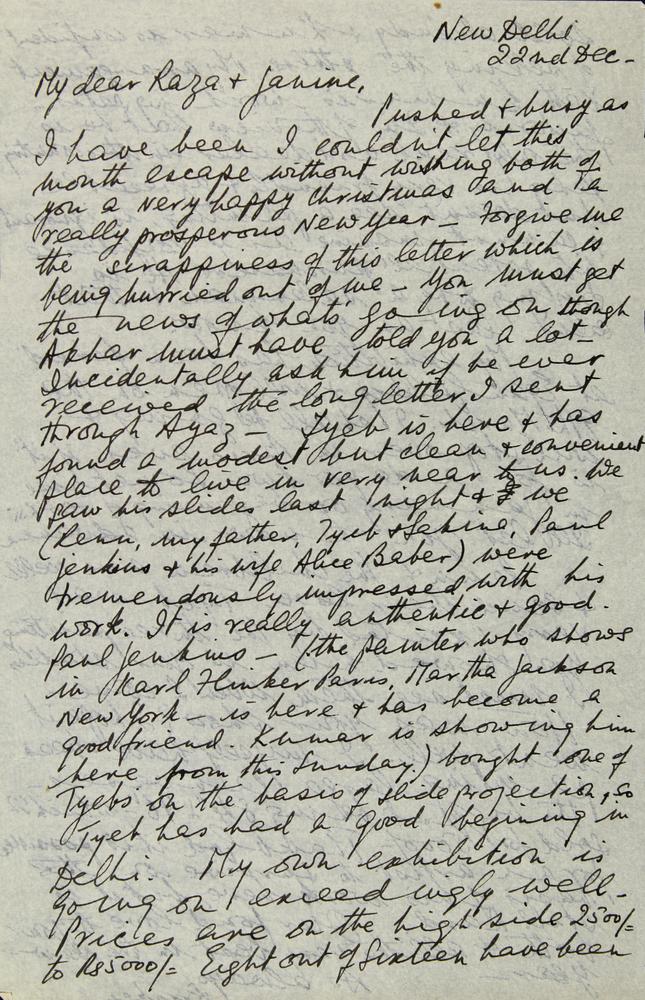 New Delhi
22nd Dec -
My dear Raza & Janine,
Pushed & busy as
I have been I couldn't let this
month escape without wishing both of
you a very happy Christmas and a
really prosperous New Year - Forgive me
the scrappiness of this letter which is
being hurried out of me - You must get
the news of what's going on though
Akbar must have told you a lot -
Incidentally ask him if he ever
received the long letter I sent
through Ayaz - Tyeb is here & has
found a modest but clean & convenient
place to live in very near to us. We
saw his slides last night & we
(Renu, my father, Tyeb & Sakina, Paul
Jenkins & his wife Alice Baber) were
tremendously impressed with his
work. It is really authentic & good.
Paul Jenkins - (the painter who shows
in Karl Flinker Paris, Martha Jackson
New York - is here & has become a
good friend. Kumar is showing him
here from this Sunday.) bought one of
Tyebs on the basis of slide projection, so
Tyeb has had a good begining in
Delhi. My own exhibition is
going on exceedingly well -
Prices are on the high side 2500/=
to Rs5000/= Eight out of Sixteen have been